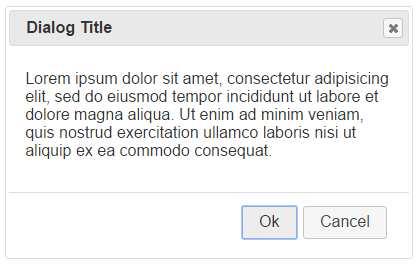 Dialog Title
Lorem ipsum dolor sit amet, consectetur adipisicing
elit, sed do eiusmod tempor incididunt ut labore et
dolore magna aliqua. Ut enim ad minim veniam,
quis nostrud exercitation ullamco laboris nisi ut
aliquip ex ea commodo consequat.
Ok Cancel